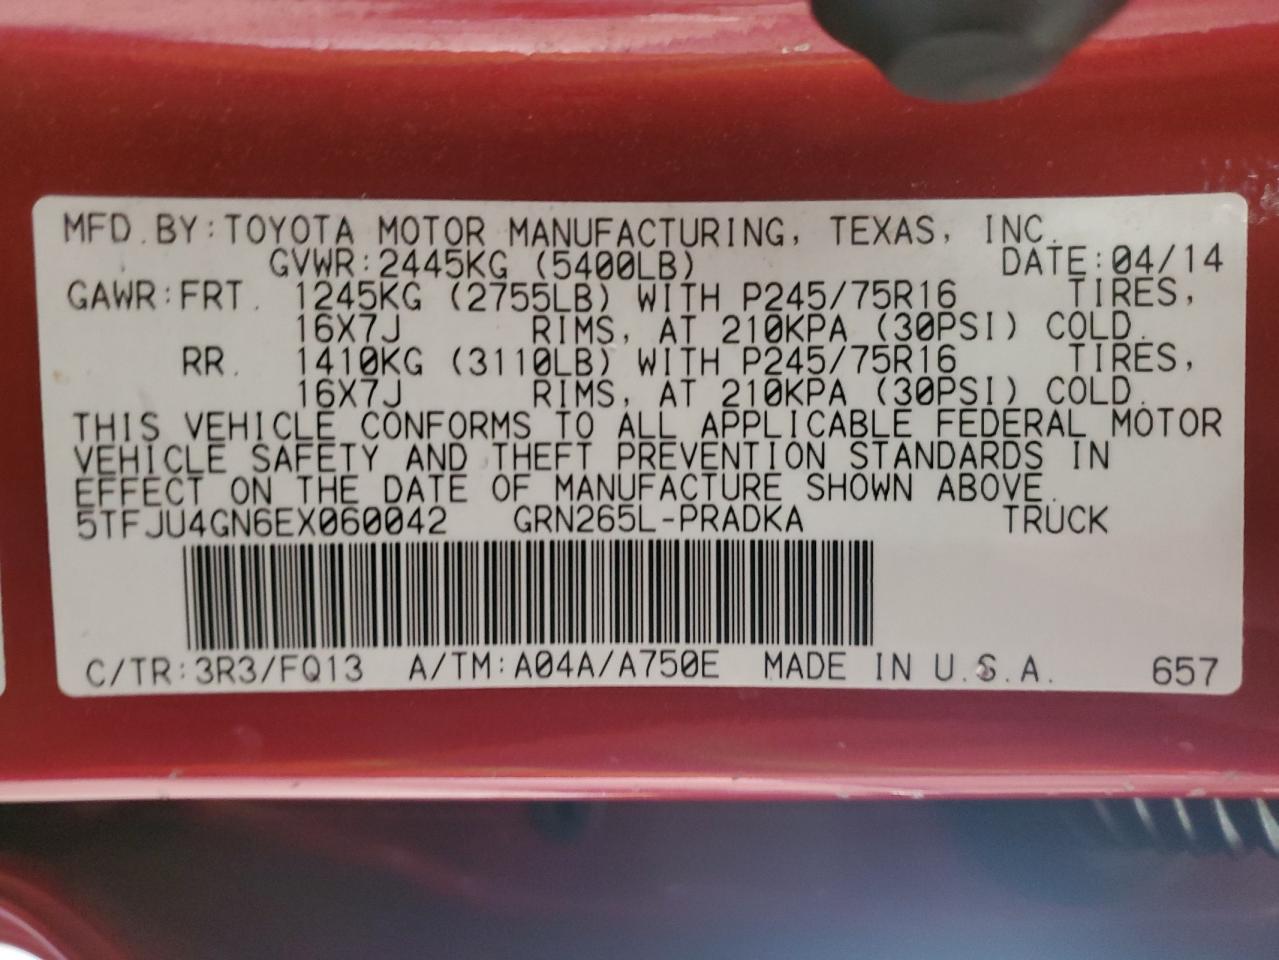 MFD.BY:TOYOTA MOTOR MANUFACTURING, TEXAS, INC.
GVWR:2445KG (5400LB) DATE:04/14
GAWR:FRT. 1245KG (2755LB) WITH P245/75R16 TIRES,
16X7J RIMS, AT 210KPA (30PSI) COLD.
RR. 1410KG (3110LB) WITH P245/75R16 TIRES,
16X7J RIMS, AT 210KPA (30PSI) COLD.
THIS VEHICLE CONFORMS TO ALL APPLICABLE FEDERAL MOTOR
VEHICLE SAFETY AND THEFT PREVENTION STANDARDS IN
EFFECT ON THE DATE OF MANUFACTURE SHOWN ABOVE.
5TFJU4GN6EX060042 GRN265L-PRADKA TRUCK
C/TR:3R3/FQ13 A/TM:A04A/A750E MADE IN U.S.A. 657